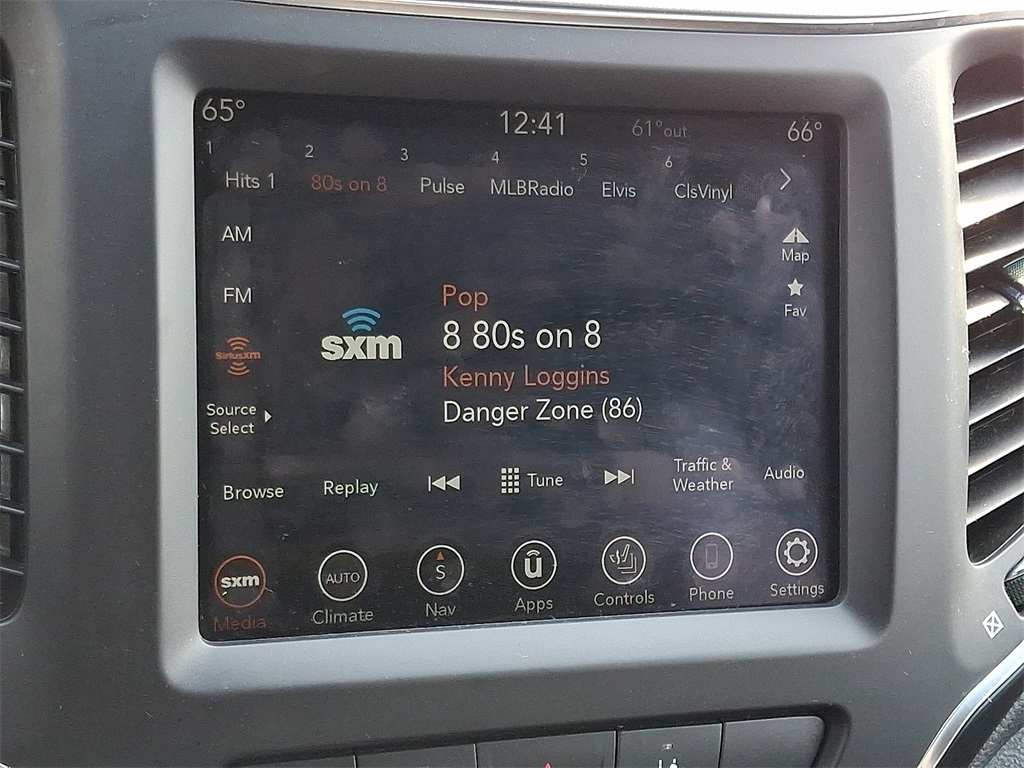 65° 12:41 61°out 66°
1 2 3 4 5 6
Hits 1 80s on 8 Pulse MLBRadio Elvis ClsVinyl
AM
Map
FM
Fav
Pop
sxm 8 80s on 8
SiriusXM
Kenny Loggins
Danger Zone (86)
Source
Select
Browse Replay Tune Traffic &
Weather Audio
sxm AUTO S u
Media Climate Nav Apps Controls Phone Settings